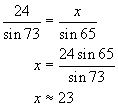 24/sin 73 = x/sin 65
x = 24 sin 65/sin 73
x ≈ 23